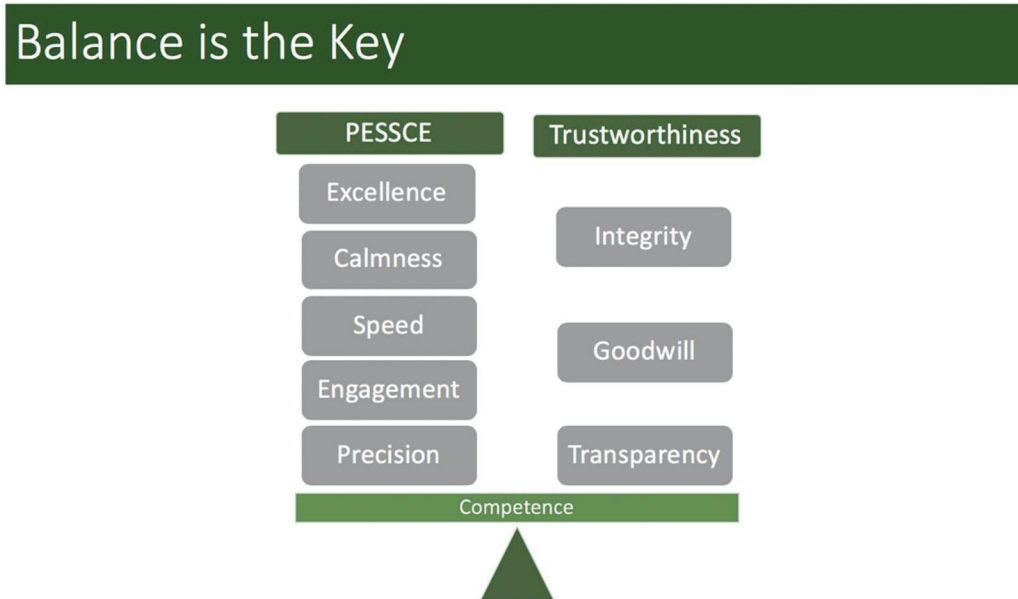 Balance is the Key
PESSCE
Excellence
Calmness
Speed
Engagement
Precision
Trustworthiness
Integrity
Goodwill
Transparency
Competence